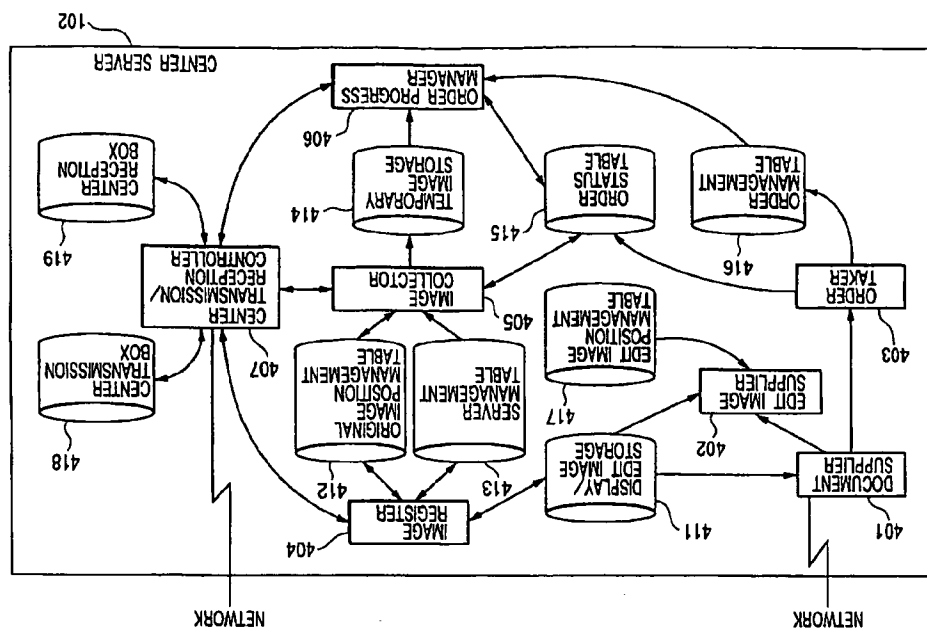 NETWORK
NETWORK
401
DOCUMENT
SUPPLIER
411
DISPLAY/
EDIT IMAGE
STORAGE
404
IMAGE
REGISTER
402
EDIT IMAGE
SUPPLIER
417
EDIT IMAGE
POSITION
MANAGEMENT
TABLE
413
SERVER
MANAGEMENT
TABLE
412
ORIGINAL
IMAGE
POSITION
MANAGEMENT
TABLE
418
CENTER
TRANSMISSION
BOX
407
CENTER
TRANSMISSION/
RECEPTION
CONTROLLER
403
ORDER
TAKER
405
IMAGE
COLLECTOR
419
CENTER
RECEPTION
BOX
416
ORDER
MANAGEMENT
TABLE
415
ORDER
STATUS
TABLE
414
TEMPORARY
IMAGE
STORAGE
406
ORDER PROGRESS
MANAGER
CENTER SERVER
102